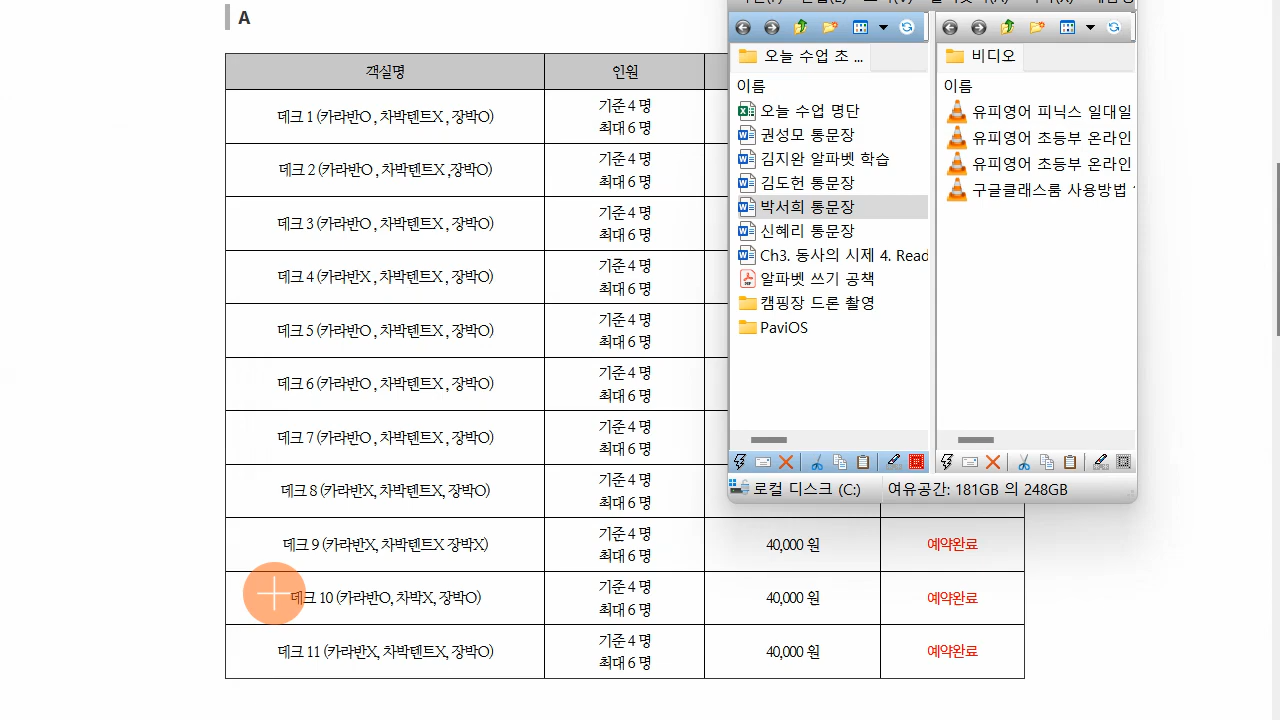 A
객실명 인원
데크 1 (카라반O , 차박텐트X , 장박O)
기준 4 명
최대 6 명
데크 2 (카라반O , 차박텐트X ,장박O)
기준 4 명
최대 6 명
데크 3 (카라반O , 차박텐트X , 장박O)
기준 4 명
최대 6 명
데크 4 (카라반X , 차박텐트X , 장박O)
기준 4 명
최대 6 명
데크 5 (카라반O , 차박텐트X , 장박O)
기준 4 명
최대 6 명
데크 6 (카라반O , 차박텐트X , 장박O)
기준 4 명
최대 6 명
데크 7 (카라반O , 차박텐트X , 장박O)
기준 4 명
최대 6 명
데크 8 (카라반X, 차박텐트X, 장박O)
기준 4 명
최대 6 명
데크 9 (카라반X, 차박텐트X 장박X)
기준 4 명
최대 6 명
40,000 원
예약완료
데크 10 (카라반O, 차박X, 장박O)
기준 4 명
최대 6 명
40,000 원
예약완료
데크 11 (카라반X, 차박텐트X, 장박O)
기준 4 명
최대 6 명
40,000 원
예약완료
오늘 수업 초 ...
이름
오늘 수업 명단
권성모 통문장
김지완 알파벳 학습
김도헌 통문장
박서희 통문장
신혜리 통문장
Ch3. 동사의 시제 4. Read
알파벳 쓰기 공책
캠핑장 드론 촬영
PaviOS
비디오
이름
유피영어 피닉스 일대일
유피영어 초등부 온라인
유피영어 초등부 온라인
구글클래스룸 사용방법
로컬 디스크 (C:)
여유공간: 181GB 의 248GB